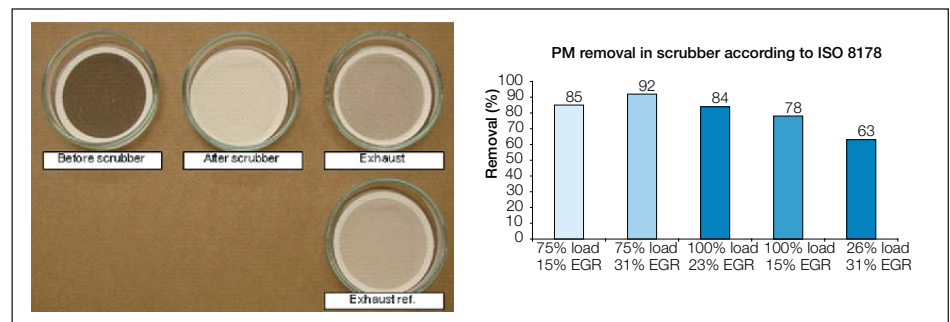 Before scrubber
After scrubber
Exhaust
Exhaust ref.
PM removal in scrubber according to ISO 8178
Removal (%)
100
90
80
70
60
50
40
30
20
10
0
85
92
84
78
63
75% load
15% EGR
75% load
31% EGR
100% load
23% EGR
100% load
15% EGR
26% load
31% EGR